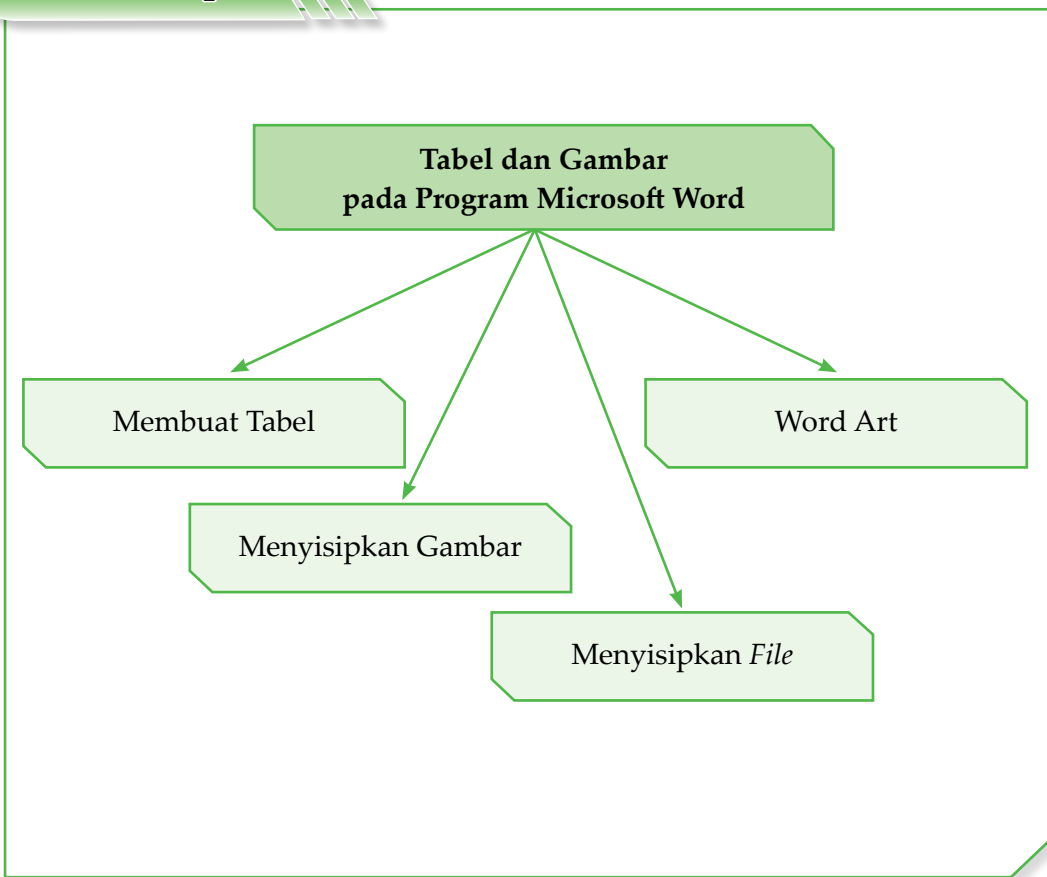 Tabel dan Gambar
pada Program Microsoft Word
Membuat Tabel
Word Art
Menyisipkan Gambar
Menyisipkan File